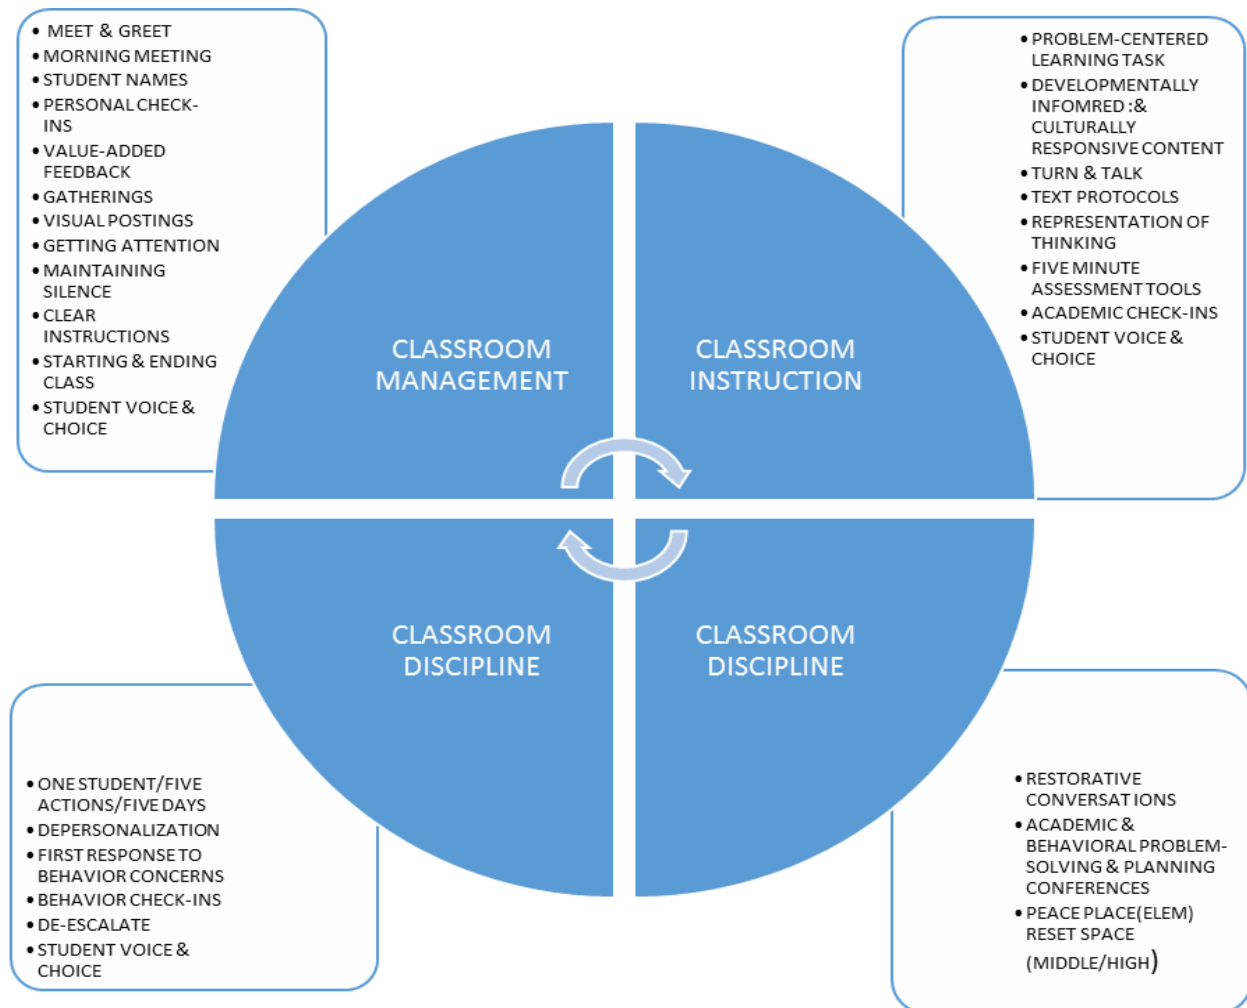 • MEET & GREET
• MORNING MEETING
• STUDENT NAMES
• PERSONAL CHECK-
INS
• VALUE-ADDED
FEEDBACK
• GATHERINGS
• VISUAL POSTINGS
• GETTING ATTENTION
• MAINTAINING
SILENCE
• CLEAR
INSTRUCTIONS
• STARTING & ENDING
CLASS
• STUDENT VOICE &
CHOICE
• PROBLEM-CENTERED
LEARNING TASK
• DEVELOPMENTALLY
INFOMRED :&
CULTURALLY
RESPONSIVE CONTENT
• TURN & TALK
• TEXT PROTOCOLS
• REPRESENTATION OF
THINKING
• FIVE MINUTE
ASSESSMENT TOOLS
• ACADEMIC CHECK-INS
• STUDENT VOICE &
CHOICE
CLASSROOM
MANAGEMENT
CLASSROOM
INSTRUCTION
CLASSROOM
DISCIPLINE
CLASSROOM
DISCIPLINE
• ONE STUDENT/FIVE
ACTIONS/FIVE DAYS
• DEPERSONALIZATION
• FIRST RESPONSE TO
BEHAVIOR CONCERNS
• BEHAVIOR CHECK-INS
• DE-ESCALATE
• STUDENT VOICE &
CHOICE
• RESTORATIVE
CONVERSATIONS
• ACADEMIC &
BEHAVIORAL PROBLEM-
SOLVING & PLANNING
CONFERENCES
• PEACE PLACE(ELEM)
RESET SPACE
(MIDDLE/HIGH)